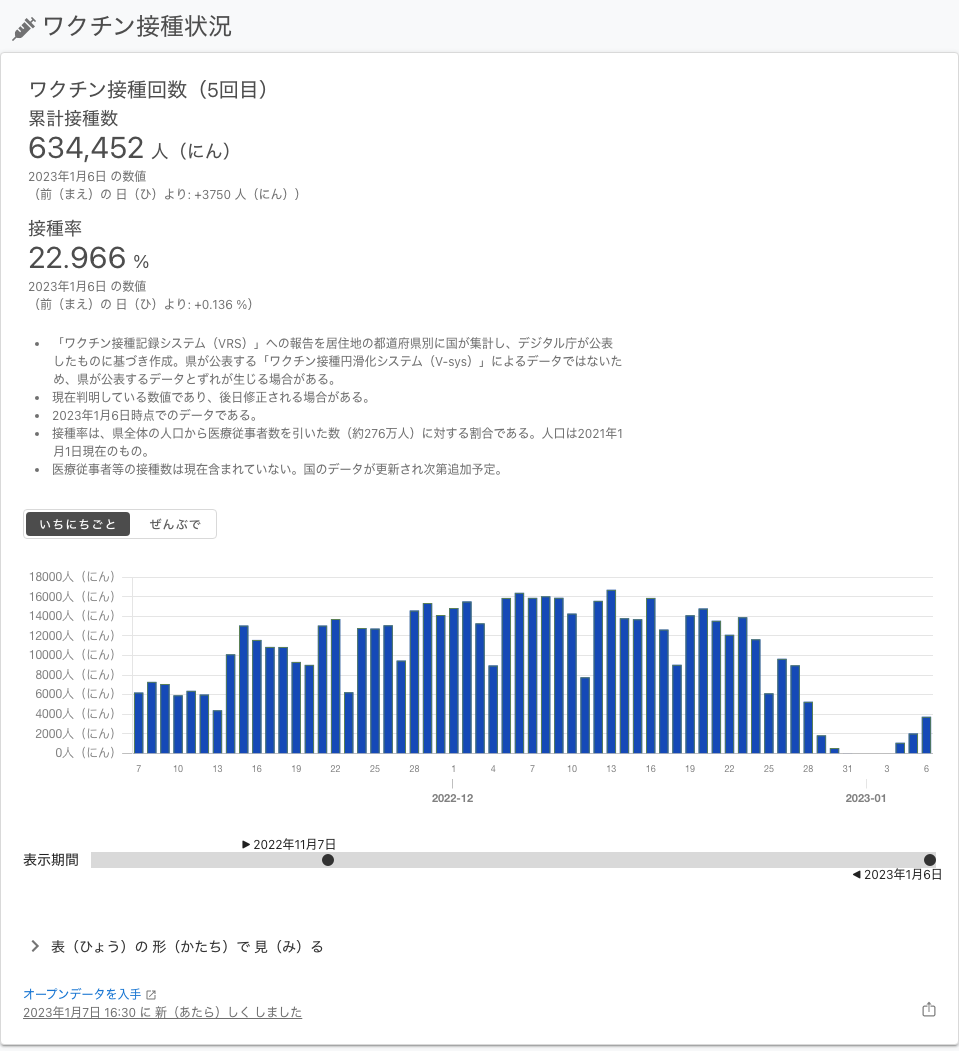 ワクチン接種状況
ワクチン接種回数（5回目）
累計接種数
634,452 人（にん）
2023年1月6日 の数値
（前（まえ）の 日（ひ）より: +3750 人（にん））
接種率
22.966 %
2023年1月6日 の数値
（前（まえ）の 日（ひ）より: +0.136 %）
• 「ワクチン接種記録システム（VRS）」への報告を居住地の都道府県別に国が集計し、デジタル庁が公表
したものに基づき作成。県が公表する「ワクチン接種円滑化システム（V-sys）」によるデータではないた
め、県が公表するデータとずれが生じる場合がある。
• 現在判明している数値であり、後日修正される場合がある。
• 2023年1月6日時点でのデータである。
• 接種率は、県全体の人口から医療従事者数を引いた数（約276万人）に対する割合である。人口は2021年1
月1日現在のもの。
• 医療従事者等の接種数は現在含まれていない。国のデータが更新され次第追加予定。
いちにちごと ぜんぶで
18000人（にん）
16000人（にん）
14000人（にん）
12000人（にん）
10000人（にん）
8000人（にん）
6000人（にん）
4000人（にん）
2000人（にん）
0人（にん）
7 10 13 16 19 22 25 28 1 4 7 10 13 16 19 22 25 28 31 3 6
2022-12 2023-01
▶ 2022年11月7日
表示期間
◀ 2023年1月6日
表（ひょう）の 形（かたち）で 見（み）る
オープンデータを入手
2023年1月7日 16:30 に 新（あたら）しく しました